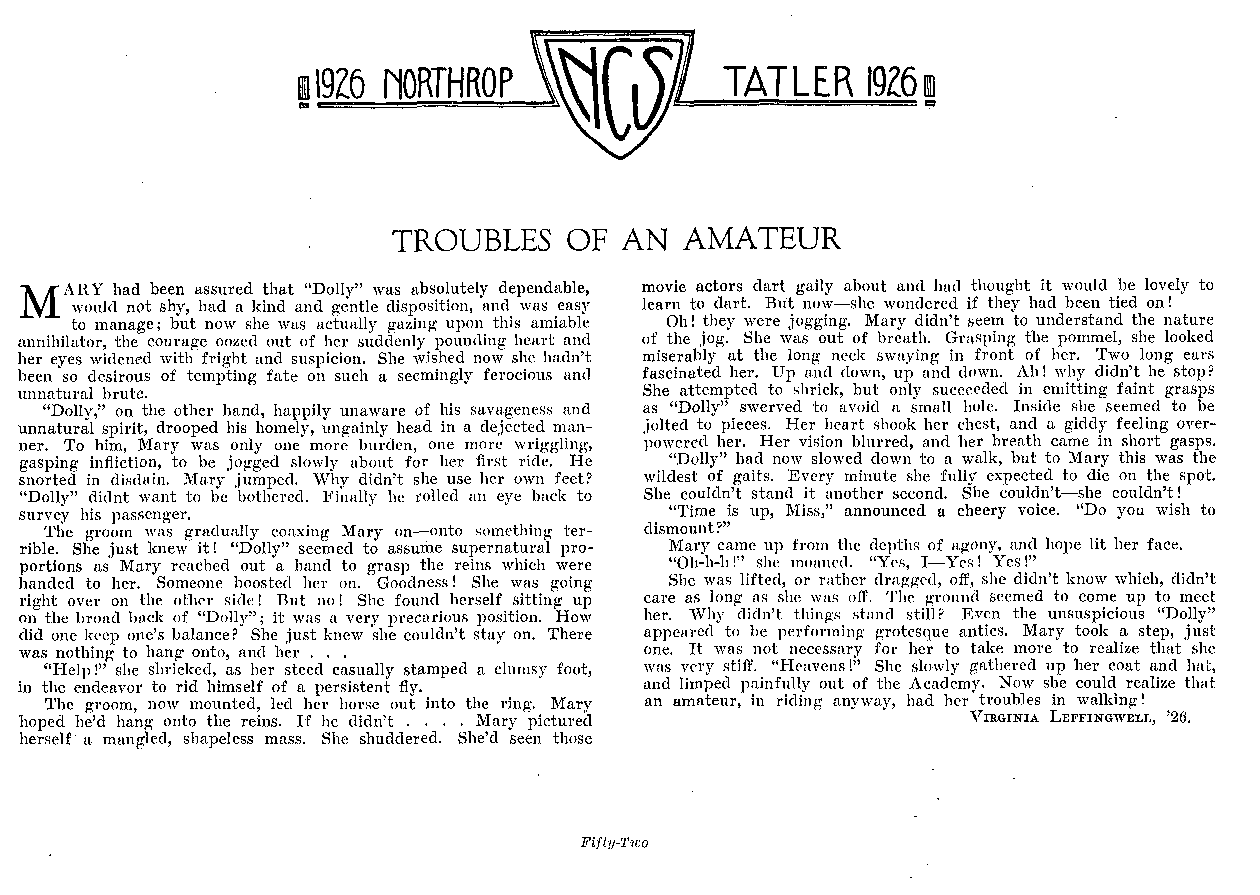 1926 NORTHROP NCS TATLER 1926
TROUBLES OF AN AMATEUR
MARY had been assured that “Dolly” was absolutely dependable,
would not shy, had a kind and gentle disposition, and was easy
to manage; but now she was actually gazing upon this amiable
annihilator, the courage oozed out of her suddenly pounding heart and
her eyes widened with fright and suspicion. She wished now she hadn’t
been so desirous of tempting fate on such a seemingly ferocious and
unnatural brute.
“Dolly,” on the other hand, happily unaware of his savageness and
unnatural spirit, drooped his homely, ungainly head in a dejected man-
ner. To him, Mary was only one more burden, one more wriggling,
gasping infliction, to be jogged slowly about for her first ride. He
snorted in disdain. Mary jumped. Why didn’t she use her own feet?
“Dolly” didnt want to be bothered. Finally he rolled an eye back to
survey his passenger.
The groom was gradually coaxing Mary on—onto something ter-
rible. She just knew it! “Dolly” seemed to assume supernatural pro-
portions as Mary reached out a hand to grasp the reins which were
handed to her. Someone boosted her on. Goodness! She was going
right over on the other side! But no! She found herself sitting up
on the broad back of “Dolly”; it was a very precarious position. How
did one keep one’s balance? She just knew she couldn’t stay on. There
was nothing to hang onto, and her . . .
“Help!” she shricked, as her steed casually stamped a clumsy foot,
in the endeavor to rid himself of a persistent fly.
The groom, now mounted, led her horse out into the ring. Mary
hoped he’d hang onto the reins. If he didn’t . . . . Mary pictured
herself a mangled, shapeless mass. She shuddered. She’d seen those
movie actors dart gaily about and had thought it would be lovely to
learn to dart. But now—she wondered if they had been tied on!
Oh! they were jogging. Mary didn’t seem to understand the nature
of the jog. She was out of breath. Grasping the pommel, she looked
miserably at the long neck swaying in front of her. Two long ears
fascinated her. Up and down, up and down. Ah! why didn’t he stop?
She attempted to shriek, but only succeeded in emitting faint grasps
as “Dolly” swerved to avoid a small hole. Inside she seemed to be
jolted to pieces. Her heart shook her chest, and a giddy feeling over-
powered her. Her vision blurred, and her breath came in short gasps.
“Dolly” had now slowed down to a walk, but to Mary this was the
wildest of gaits. Every minute she fully expected to die on the spot.
She couldn’t stand it another second. She couldn’t—she couldn’t!
“Time is up, Miss,” announced a cheery voice. “Do you wish to
dismount?”
Mary came up from the depths of agony, and hope lit her face.
“Oh-h-h!” she moaned. “Yes, I—Yes! Yes!”
She was lifted, or rather dragged, off, she didn’t know which, didn’t
care as long as she was off. The ground seemed to come up to meet
her. Why didn’t things stand still? Even the unsuspicious “Dolly”
appeared to be performing grotesque antics. Mary took a step, just
one. It was not necessary for her to take more to realize that she
was very stiff. “Heavens!” She slowly gathered up her coat and hat,
and limped painfully out of the Academy. Now she could realize that
an amateur, in riding anyway, had her troubles in walking!
VIRGINIA LEFFINGWELL, ’26.
Fifty-Two